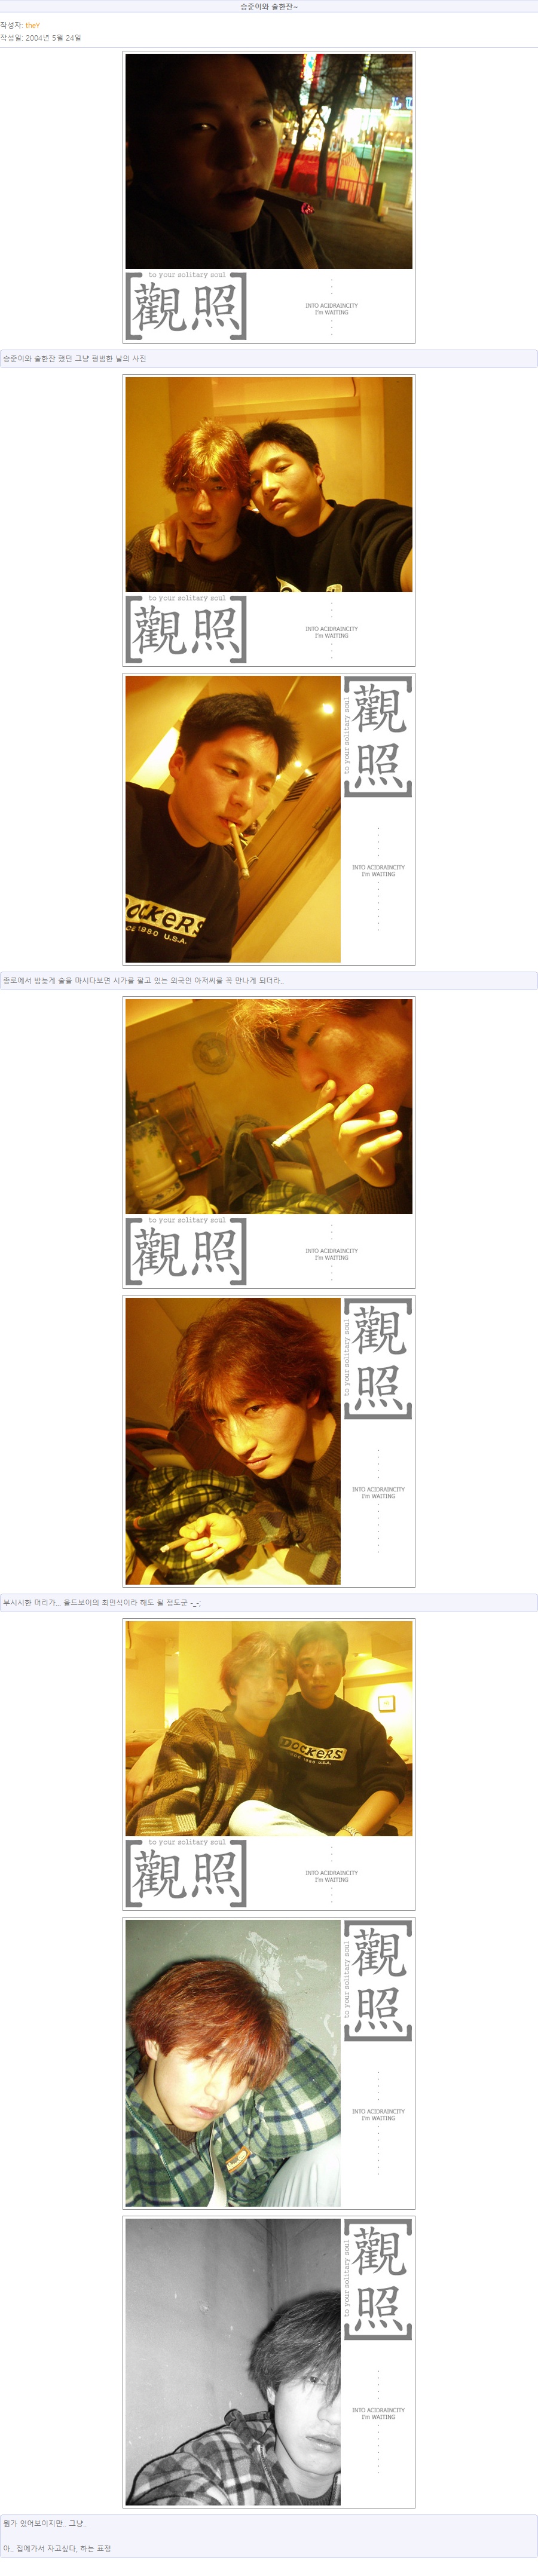 승준이와 술한잔~
작성자: theY
작성일: 2004년 5월 24일
to your solitary soul
觀照
INTO ACIDRAINCITY
I'm WAITING
승준이와 술한잔 했던 그냥 평범한 날의 사진
to your solitary soul
觀照
INTO ACIDRAINCITY
I'm WAITING
DOCKERS
SINCE 1980 U.S.A.
to your solitary soul
觀照
INTO ACIDRAINCITY
I'm WAITING
종로에서 밤늦게 술을 마시다보면 시가를 팔고 있는 외국인 아저씨를 꼭 만나게 되더라..
to your solitary soul
觀照
INTO ACIDRAINCITY
I'm WAITING
to your solitary soul
觀照
INTO ACIDRAINCITY
I'm WAITING
부시시한 머리가... 올드보이의 최민식이라 해도 될 정도군 -_-;
DOCKERS
U.S.A.
to your solitary soul
觀照
INTO ACIDRAINCITY
I'm WAITING
to your solitary soul
觀照
INTO ACIDRAINCITY
I'm WAITING
to your solitary soul
觀照
INTO ACIDRAINCITY
I'm WAITING
뭔가 있어보이지만.. 그냥..
아.. 집에가서 자고싶다, 하는 표정